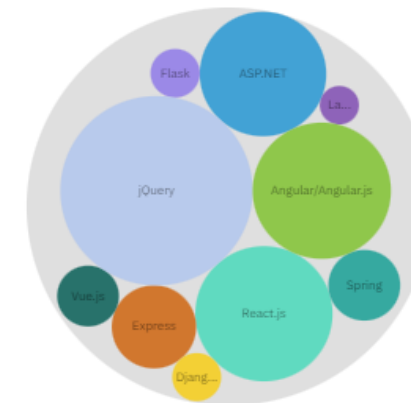 Flask
ASP.NET
La...
jQuery
Angular/Angular.js
Vue.js
Spring
Express
React.js
Djang...